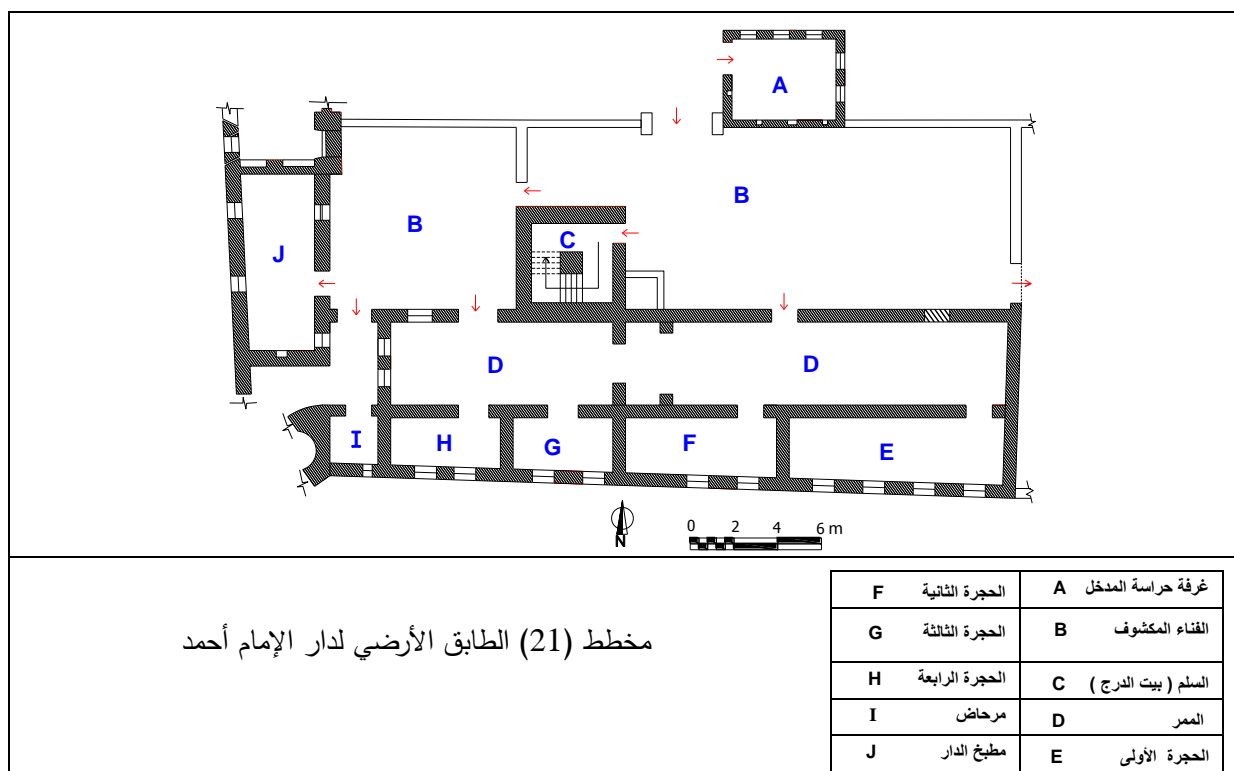 A
B
B
C
J
D
D
I
H
G
F
E
N
0 2 4 6 m
مخطط (21) الطابق الأرضي لدار الإمام أحمد
A غرفة حراسة المدخل
B الفناء المكشوف
C السلم ( بيت الدرج )
D الممر
E الحجرة الأولى
F الحجرة الثانية
G الحجرة الثالثة
H الحجرة الرابعة
I مرحاض
J مطبخ الدار